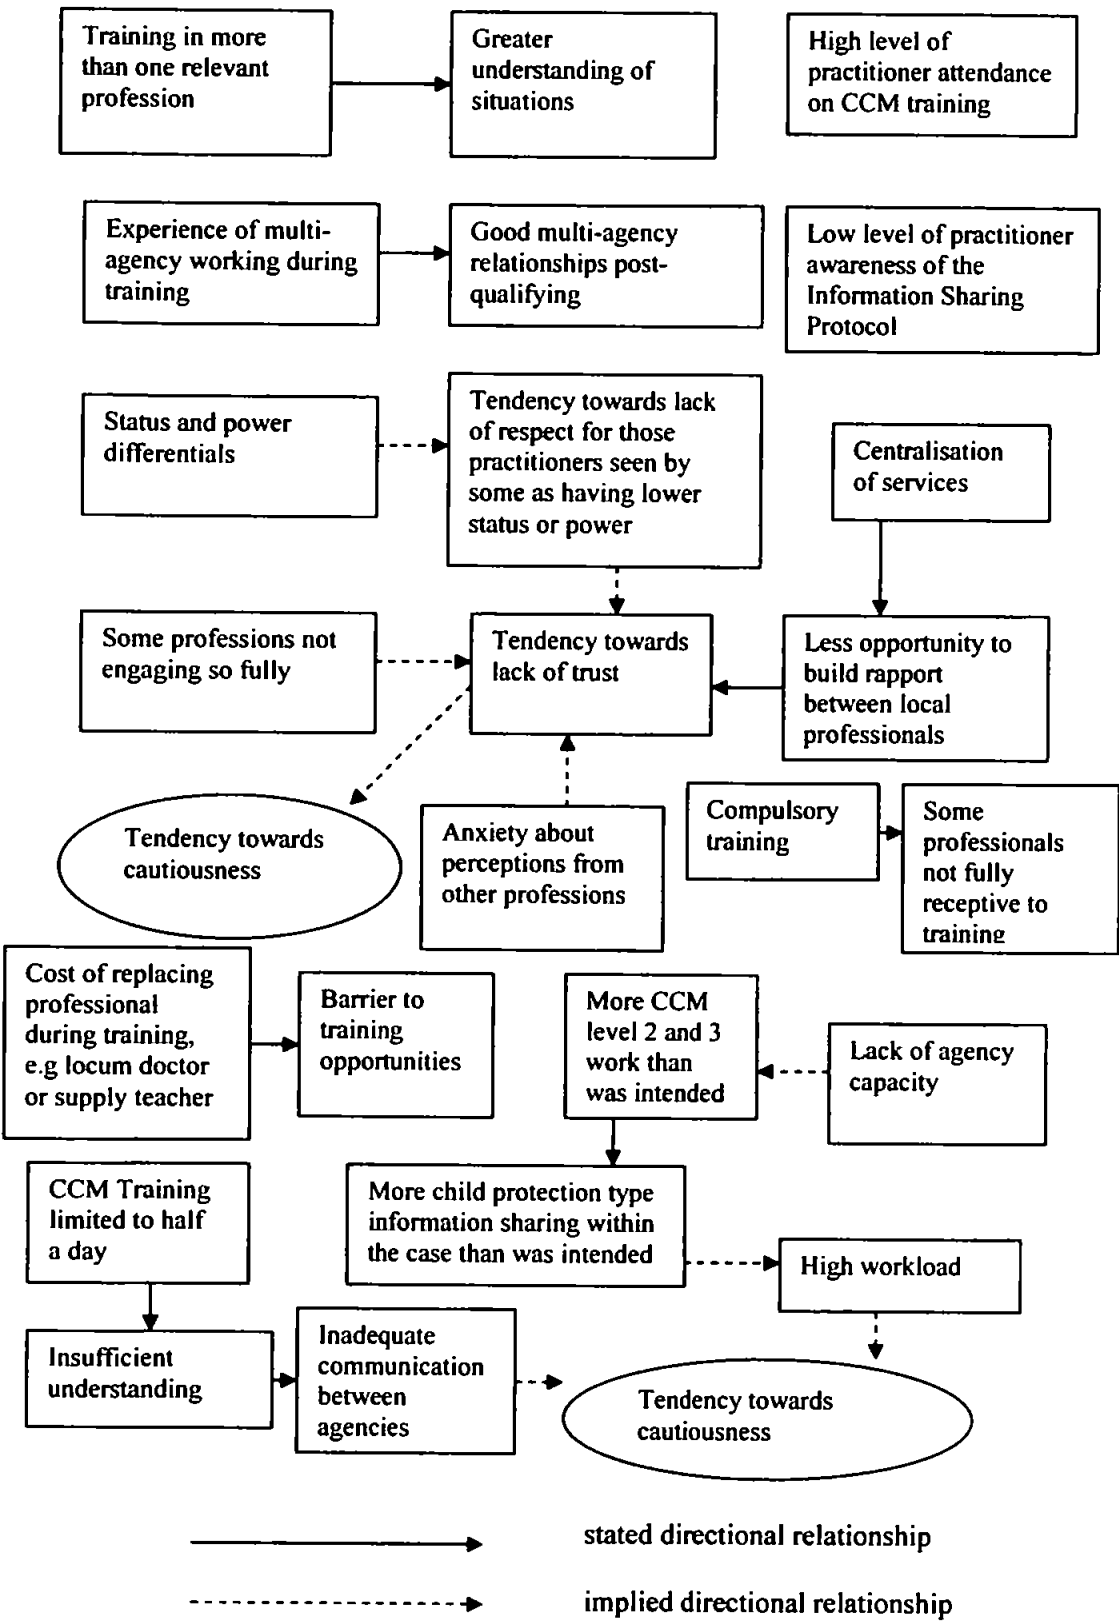 Training in more
than one relevant
profession
Greater
understanding of
situations
High level of
practitioner attendance
on CCM training
Experience of multi-
agency working during
training
Good multi-agency
relationships post-
qualifying
Low level of practitioner
awareness of the
Information Sharing
Protocol
Status and power
differentials
Tendency towards lack
of respect for those
practitioners seen by
some as having lower
status or power
Centralisation
of services
Some professions not
engaging so fully
Tendency towards
lack of trust
Less opportunity to
build rapport
between local
professionals
Tendency towards
cautiousness
Anxiety about
perceptions from
other professions
Compulsory
training
Some
professionals
not fully
receptive to
training
Cost of replacing
professional
during training,
e.g locum doctor
or supply teacher
Barrier to
training
opportunities
More CCM
level 2 and 3
work than
was intended
Lack of agency
capacity
CCM Training
limited to half
a day
More child protection type
information sharing within
the case than was intended
High workload
Insufficient
understanding
Inadequate
communication
between
agencies
Tendency towards
cautiousness
stated directional relationship
implied directional relationship